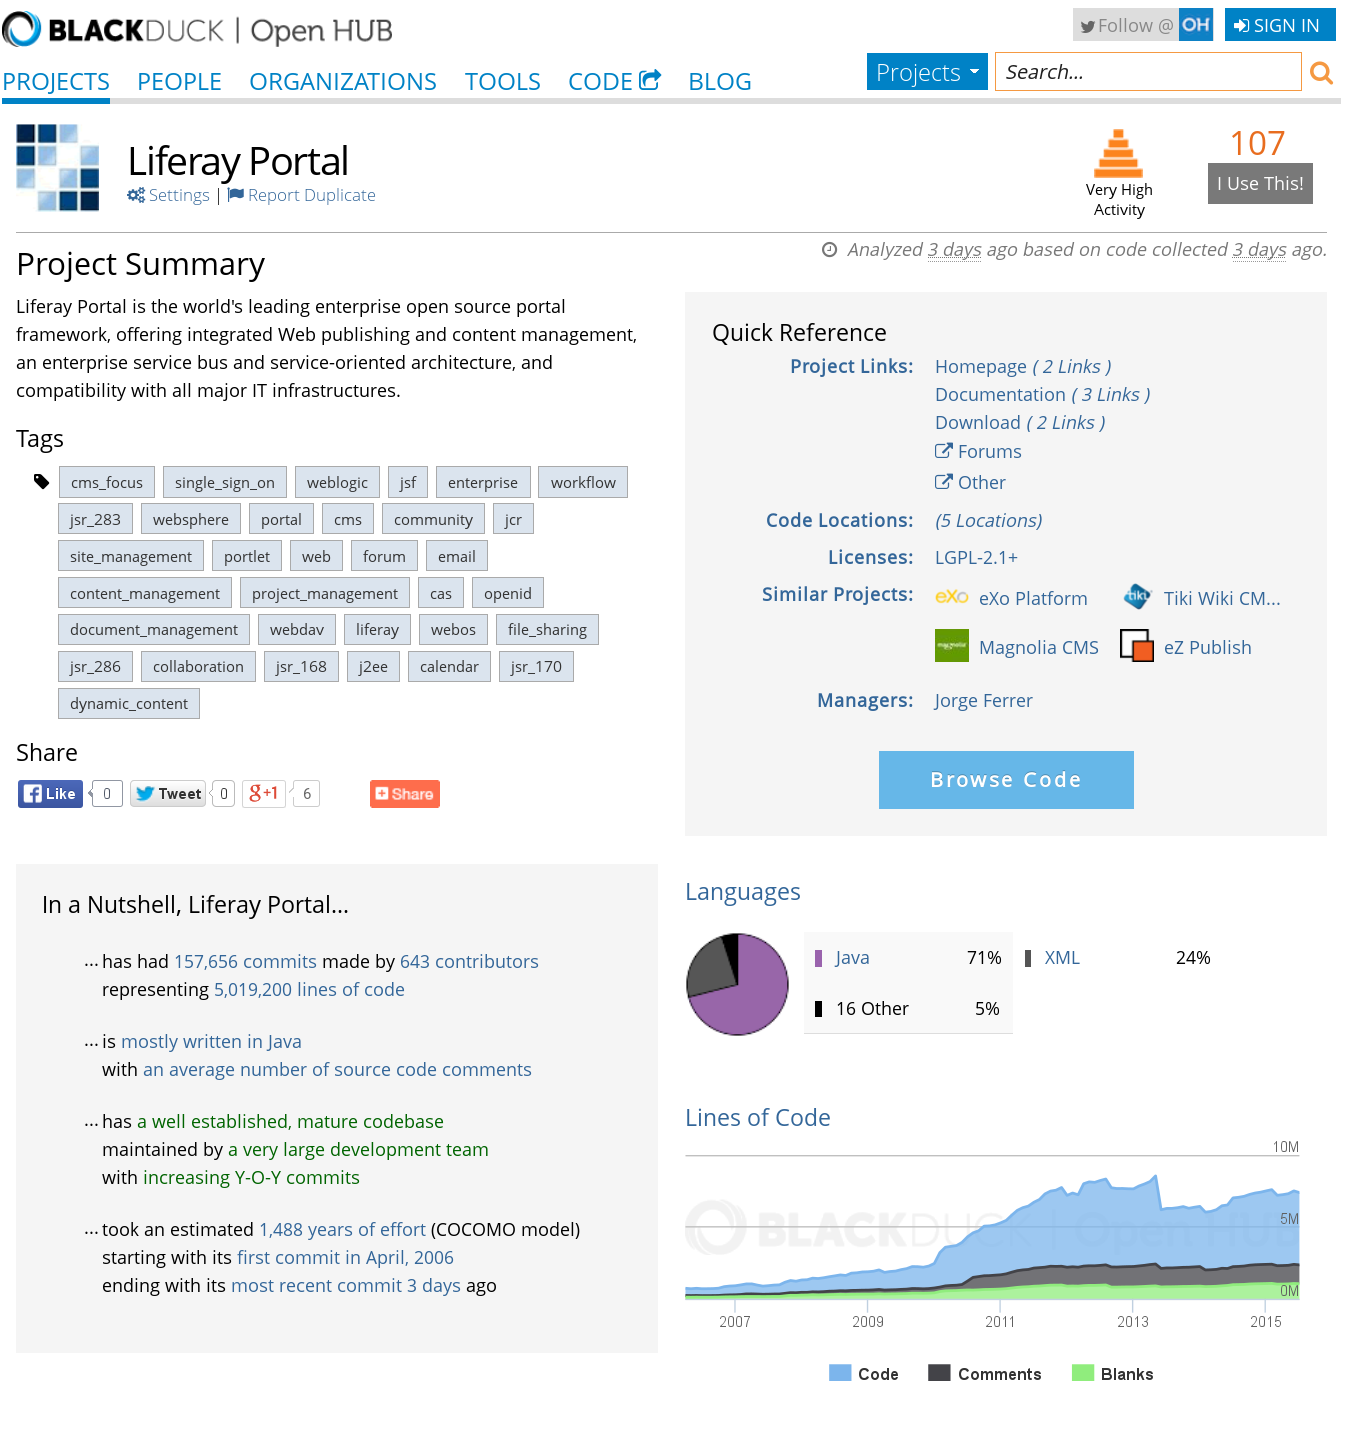 BLACKDUCK | Open HUB
Follow @ OH
SIGN IN
PROJECTS PEOPLE ORGANIZATIONS TOOLS CODE BLOG
Projects Search...
Liferay Portal
Settings | Report Duplicate
Very High
Activity
107
I Use This!
Analyzed 3 days ago based on code collected 3 days ago.
Project Summary
Liferay Portal is the world's leading enterprise open source portal
framework, offering integrated Web publishing and content management,
an enterprise service bus and service-oriented architecture, and
compatibility with all major IT infrastructures.
Tags
cms_focus single_sign_on weblogic jsf enterprise workflow
jsr_283 websphere portal cms community jcr
site_management portlet web forum email
content_management project_management cas openid
document_management webdav liferay webos file_sharing
jsr_286 collaboration jsr_168 j2ee calendar jsr_170
dynamic_content
Share
Like 0 Tweet 0 g+1 6 Share
Quick Reference
Project Links: Homepage ( 2 Links )
Documentation ( 3 Links )
Download ( 2 Links )
Forums
Other
Code Locations: (5 Locations)
Licenses: LGPL-2.1+
Similar Projects: eXo eXo Platform tiki Tiki Wiki CM...
magnolia Magnolia CMS eZ Publish
Managers: Jorge Ferrer
Browse Code
In a Nutshell, Liferay Portal...
... has had 157,656 commits made by 643 contributors
representing 5,019,200 lines of code
... is mostly written in Java
with an average number of source code comments
... has a well established, mature codebase
maintained by a very large development team
with increasing Y-O-Y commits
... took an estimated 1,488 years of effort (COCOMO model)
starting with its first commit in April, 2006
ending with its most recent commit 3 days ago
Languages
Java 71% XML 24%
16 Other 5%
Lines of Code
10M
BLACKDUCK | Open HUB
5M
0M
2007 2009 2011 2013 2015
Code Comments Blanks